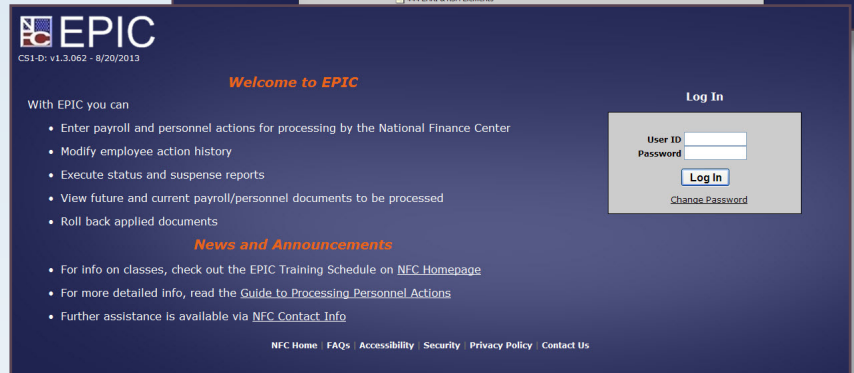 NFC EPIC
CS1-D: v1.3.062 - 8/20/2013
Welcome to EPIC
With EPIC you can
• Enter payroll and personnel actions for processing by the National Finance Center
• Modify employee action history
• Execute status and suspense reports
• View future and current payroll/personnel documents to be processed
• Roll back applied documents
News and Announcements
• For info on classes, check out the EPIC Training Schedule on NFC Homepage
• For more detailed info, read the Guide to Processing Personnel Actions
• Further assistance is available via NFC Contact Info
Log In
User ID
Password
Log In
Change Password
NFC Home | FAQs | Accessibility | Security | Privacy Policy | Contact Us